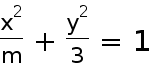 x²/m + y²/3 = 1